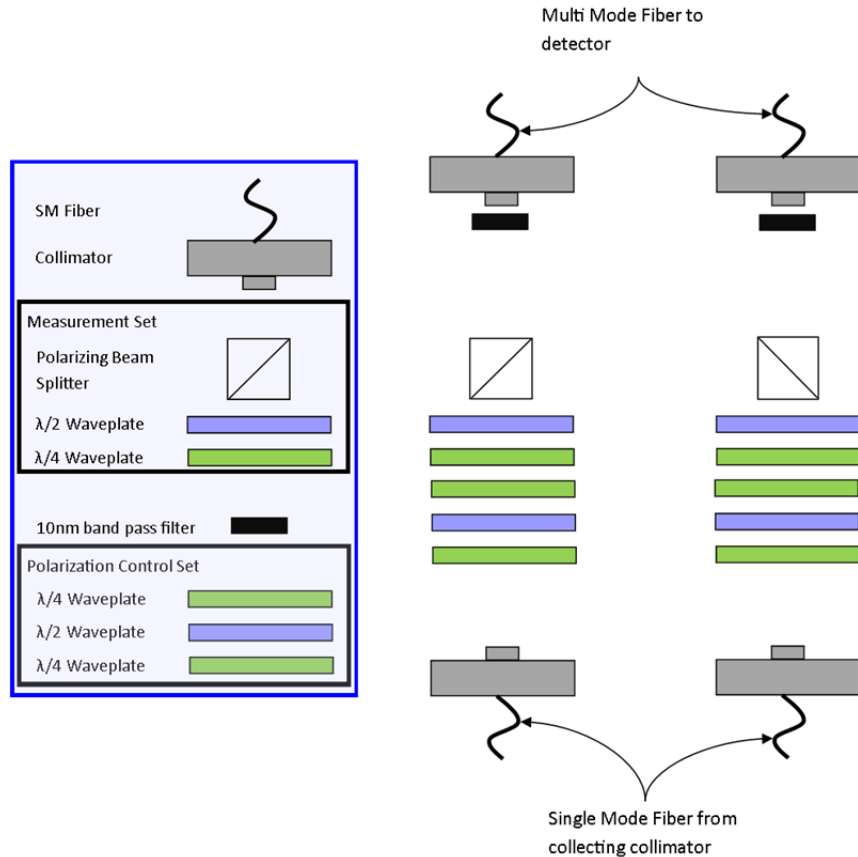 Multi Mode Fiber to
detector
SM Fiber
Collimator
Measurement Set
Polarizing Beam
Splitter
λ/2 Waveplate
λ/4 Waveplate
10nm band pass filter
Polarization Control Set
λ/4 Waveplate
λ/2 Waveplate
λ/4 Waveplate
Single Mode Fiber from
collecting collimator